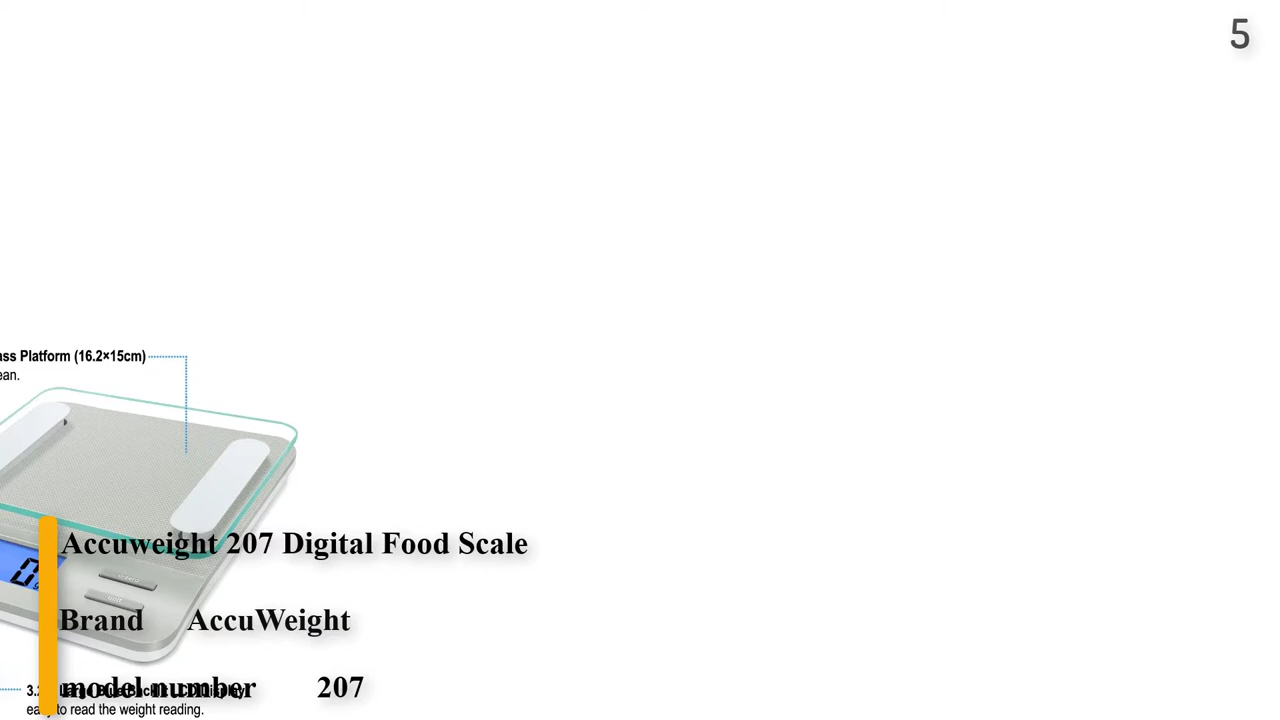 5
ass Platform (16.2×15cm)
ean.
Accuweight 207 Digital Food Scale
Brand AccuWeight
model number 207
easy to read the weight reading.